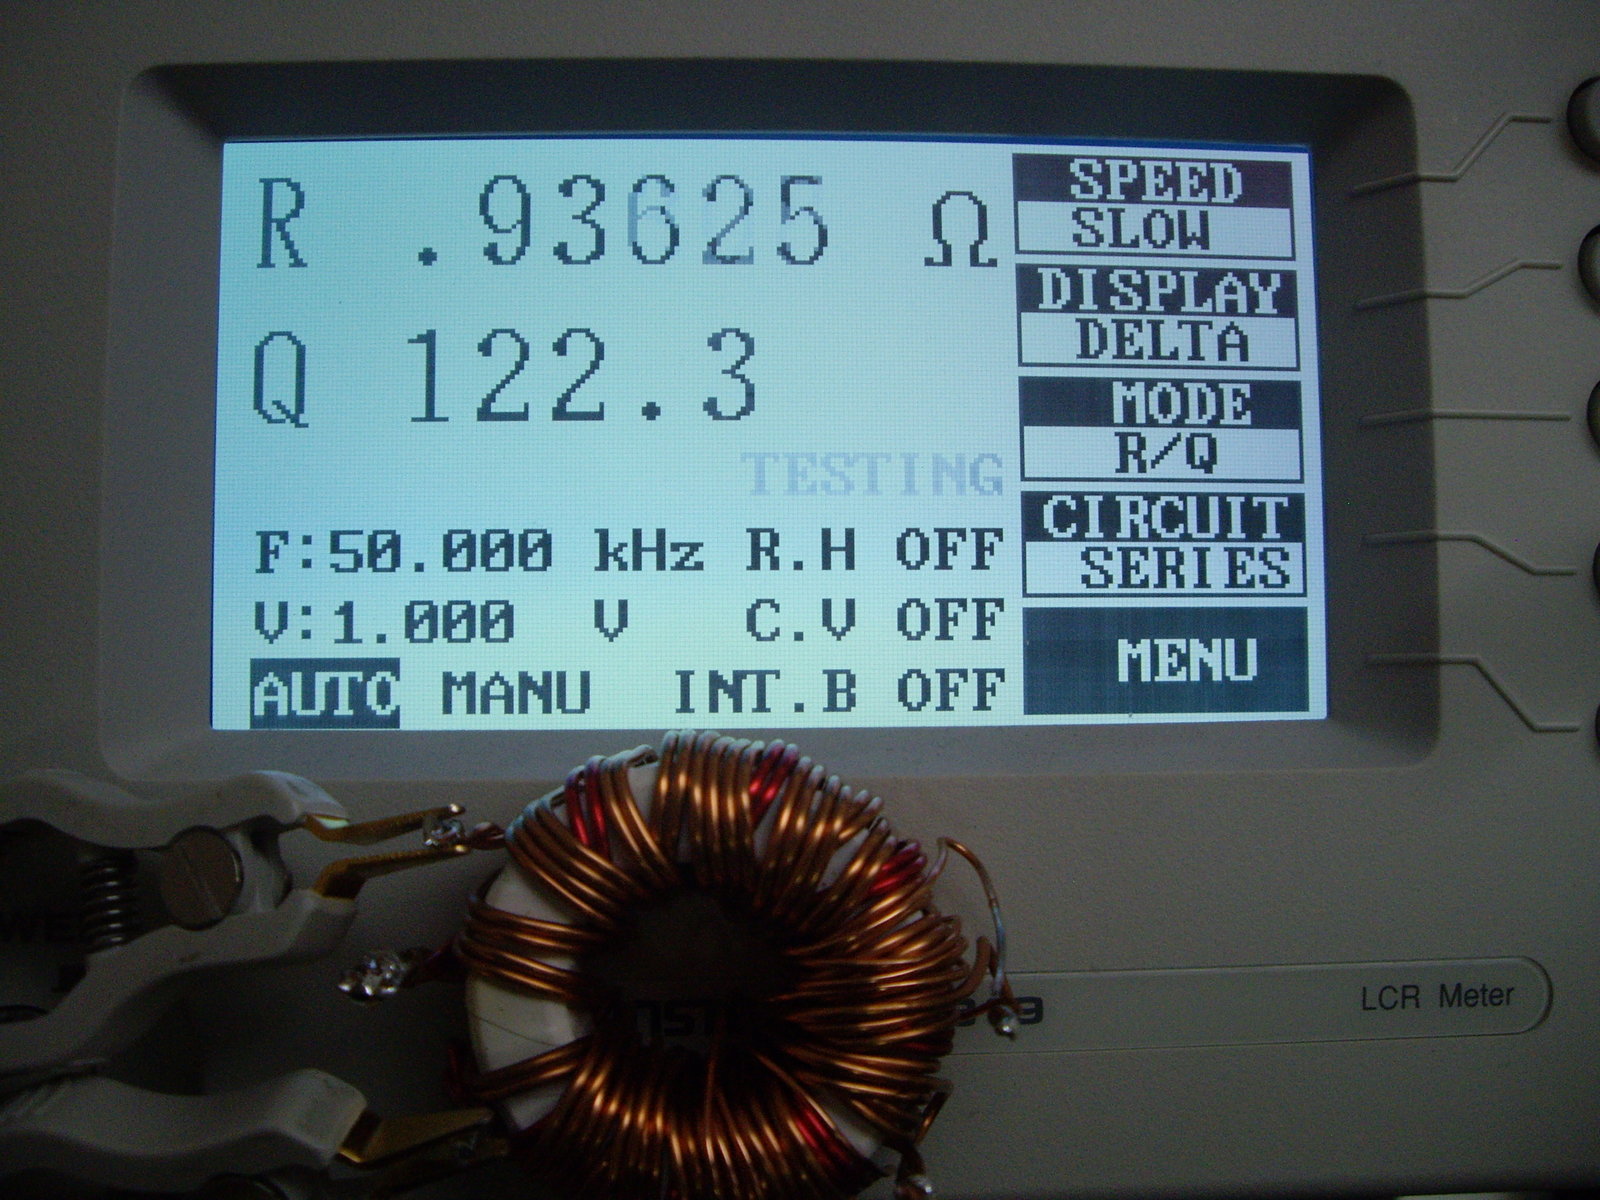 R .93625 Ω
Q 122.3
TESTING
F:50.000 kHz R.H OFF
V:1.000 V C.V OFF
AUTO MANU INT.B OFF
SPEED
SLOW
DISPLAY
DELTA
MODE
R/Q
CIRCUIT
SERIES
MENU
LCR Meter